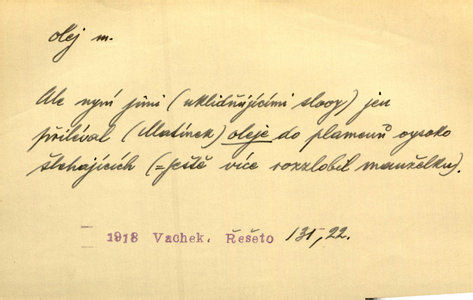 olej m.
Ale nyní jimi (uklidňujícími slovy) jen
přiléval (Matínek) oleje do plamenů vysoko
šlehajících (=ještě více rozzlobil manželku).
1918 Vachek. Řešeto 131,22.